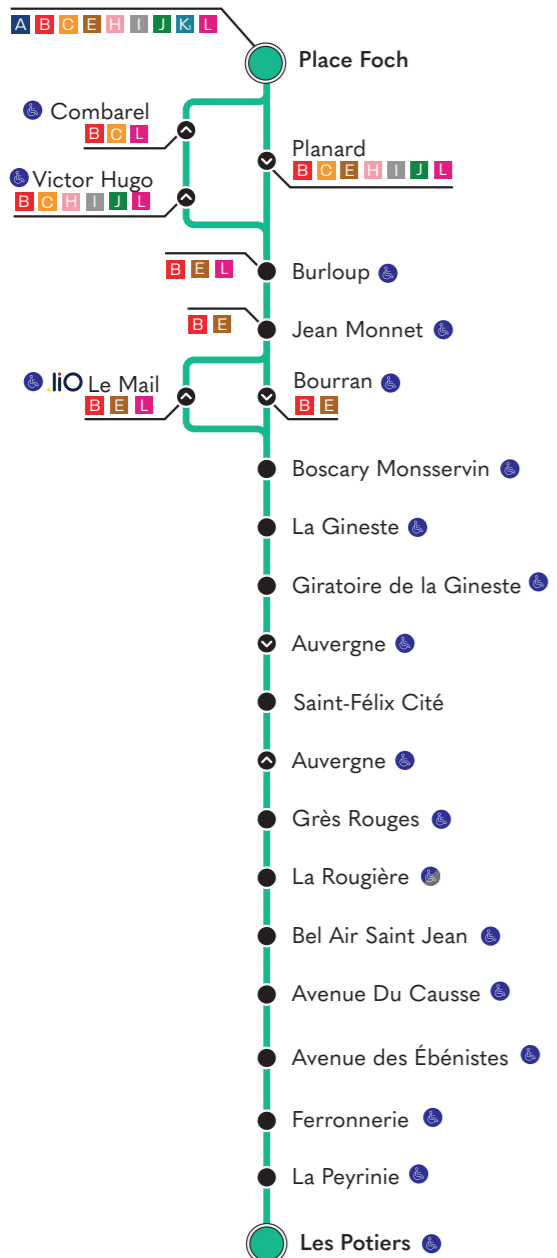 A B C E H I J K L
Place Foch
Combarel
B C L
Planard
B C E H I J L
Victor Hugo
B C H I J L
B E L
Burloup
B E
Jean Monnet
liO Le Mail
B E L
Bourran
B E
Boscary Monsservin
La Gineste
Giratoire de la Gineste
Auvergne
Saint-Félix Cité
Auvergne
Grès Rouges
La Rougière
Bel Air Saint Jean
Avenue Du Causse
Avenue des Ébénistes
Ferronnerie
La Peyrinie
Les Potiers